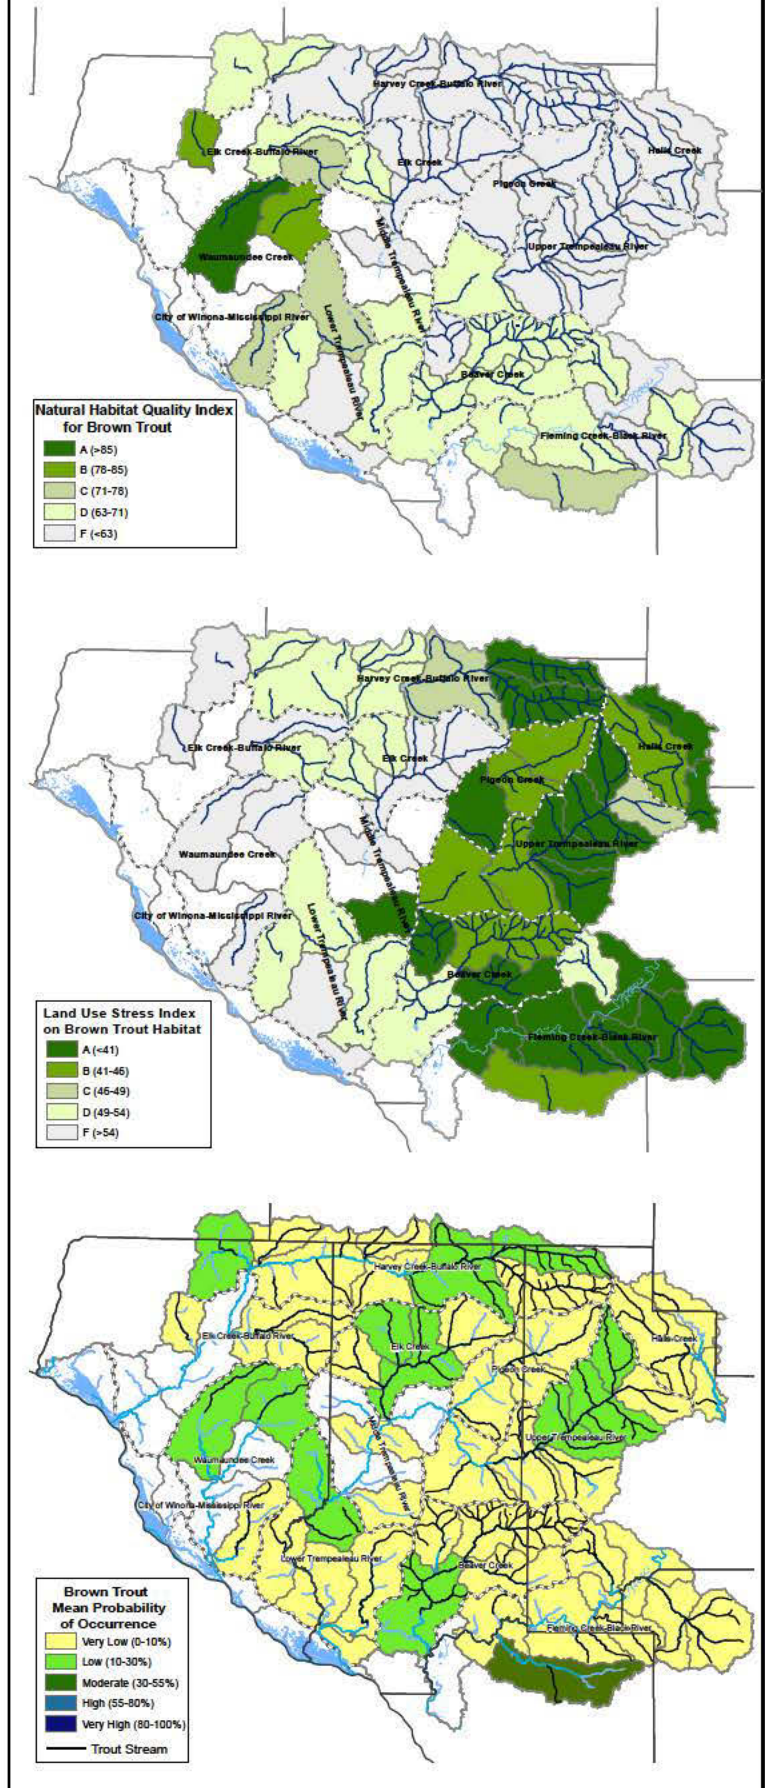 Harvey Creek-Buffalo River
Halls Creek
Elk Creek-Buffalo River
Elk Creek
Pigeon Creek
Middle Trempealeau River
Upper Trempealeau River
Waumaundee Creek
City of Winona-Mississippi River
Lower Trempealeau River
Beaver Creek
Fleming Creek-Black River
Natural Habitat Quality Index
for Brown Trout
A (>85)
B (78-85)
C (71-78)
D (63-71)
F (<63)
Harvey Creek-Buffalo River
Halls Creek
Elk Creek-Buffalo River
Elk Creek
Pigeon Creek
Middle Trempealeau River
Upper Trempealeau River
Waumaundee Creek
City of Winona-Mississippi River
Lower Trempealeau River
Beaver Creek
Fleming Creek-Black River
Land Use Stress Index
on Brown Trout Habitat
A (<41)
B (41-46)
C (46-49)
D (49-54)
F (>54)
Harvey Creek-Buffalo River
Halls Creek
Elk Creek-Buffalo River
Elk Creek
Pigeon Creek
Middle Trempealeau River
Upper Trempealeau River
Waumaundee Creek
City of Winona-Mississippi River
Lower Trempealeau River
Beaver Creek
Fleming Creek-Black River
Brown Trout
Mean Probability
of Occurrence
Very Low (0-10%)
Low (10-30%)
Moderate (30-55%)
High (55-80%)
Very High (80-100%)
Trout Stream